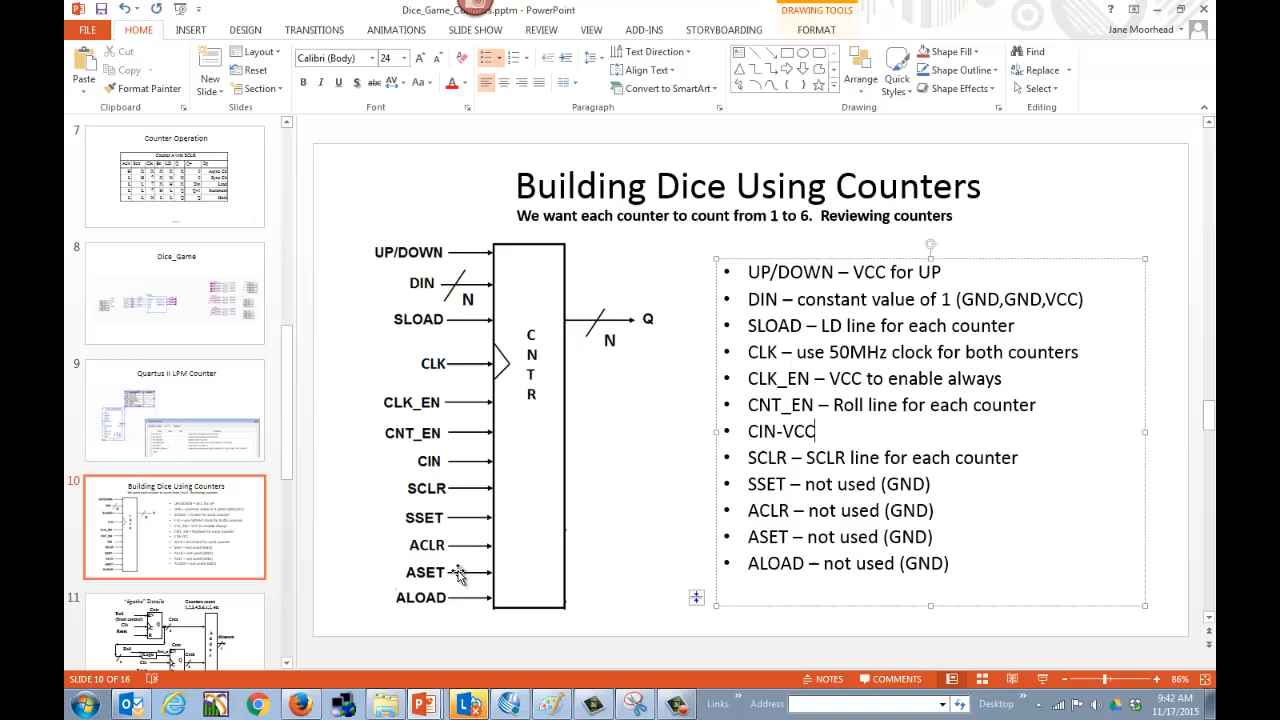 Dice_Game_Counters.pptm - PowerPoint
DRAWING TOOLS
FILE
HOME
INSERT
DESIGN
TRANSITIONS
ANIMATIONS
SLIDE SHOW
REVIEW
VIEW
ADD-INS
STORYBOARDING
FORMAT
Jane Moorhead
Paste
Cut
Copy
Format Painter
Clipboard
New Slide
Layout
Reset
Section
Slides
Calibri (Body)
24
B I U S abc AV Aa A
Font
Text Direction
Align Text
Convert to SmartArt
Paragraph
Arrange
Quick Styles
Shape Fill
Shape Outline
Shape Effects
Drawing
Find
Replace
Select
Editing
7
Counter Operation
8
Dice_Game
9
Quartus II LPM Counter
10
Building Dice Using Counters
11
Building Dice Using Counters
We want each counter to count from 1 to 6. Reviewing counters
UP/DOWN
DIN
N
SLOAD
CLK
CLK_EN
CNT_EN
CIN
SCLR
SSET
ACLR
ASET
ALOAD
C
N
T
R
Q
N
• UP/DOWN – VCC for UP
• DIN – constant value of 1 (GND,GND,VCC)
• SLOAD – LD line for each counter
• CLK – use 50MHz clock for both counters
• CLK_EN – VCC to enable always
• CNT_EN – Roll line for each counter
• CIN-VCC
• SCLR – SCLR line for each counter
• SSET – not used (GND)
• ACLR – not used (GND)
• ASET – not used (GND)
• ALOAD – not used (GND)
SLIDE 10 OF 16
NOTES
COMMENTS
86%
Links
Address
Desktop
9:42 AM
11/17/2015